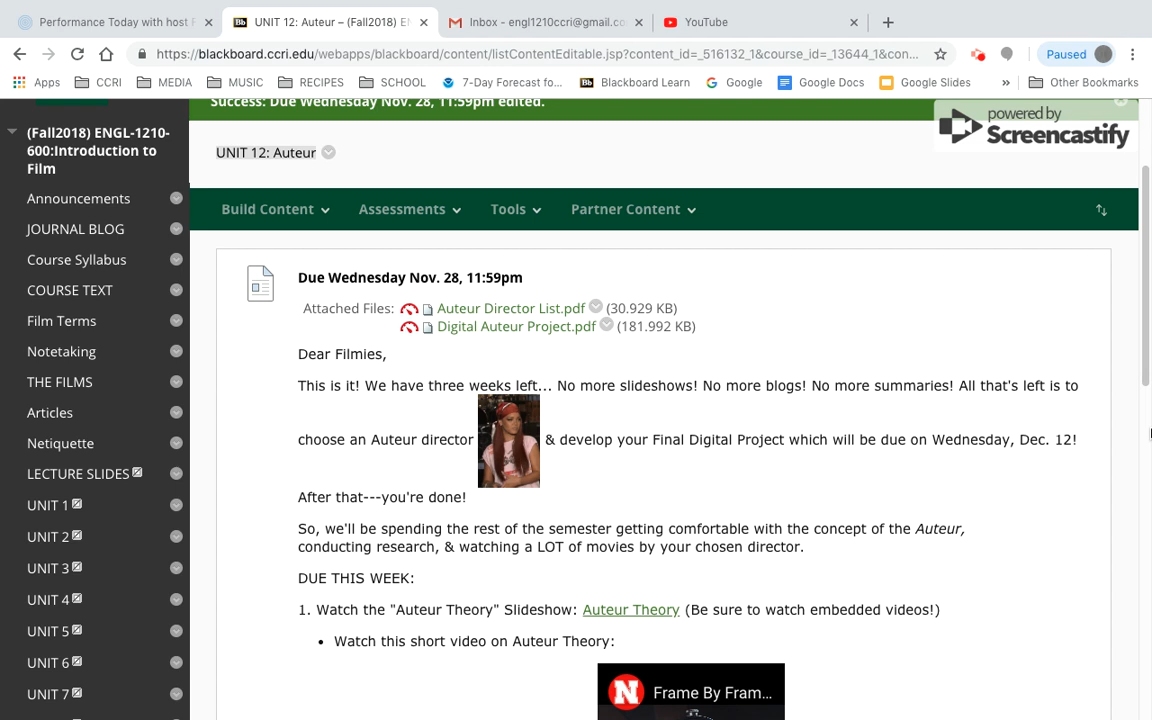 Performance Today with host F
UNIT 12: Auteur – (Fall2018) EN
Inbox - engl1210ccri@gmail.co
YouTube
https://blackboard.ccri.edu/webapps/blackboard/content/listContentEditable.jsp?content_id=_516132_1&course_id=_13644_1&con...
Paused
Apps
CCRI
MEDIA
MUSIC
RECIPES
SCHOOL
7-Day Forecast fo...
Blackboard Learn
Google
Google Docs
Google Slides
»
Other Bookmarks
Success: Due Wednesday Nov. 28, 11:59pm edited.
powered by
Screencastify
(Fall2018) ENGL-1210-
600:Introduction to
Film
Announcements
JOURNAL BLOG
Course Syllabus
COURSE TEXT
Film Terms
Notetaking
THE FILMS
Articles
Netiquette
LECTURE SLIDES
UNIT 1
UNIT 2
UNIT 3
UNIT 4
UNIT 5
UNIT 6
UNIT 7
UNIT 12: Auteur
Build Content
Assessments
Tools
Partner Content
Due Wednesday Nov. 28, 11:59pm
Attached Files: Auteur Director List.pdf (30.929 KB)
Digital Auteur Project.pdf (181.992 KB)
Dear Filmies,
This is it! We have three weeks left... No more slideshows! No more blogs! No more summaries! All that's left is to
choose an Auteur director & develop your Final Digital Project which will be due on Wednesday, Dec. 12!
After that---you're done!
So, we'll be spending the rest of the semester getting comfortable with the concept of the Auteur,
conducting research, & watching a LOT of movies by your chosen director.
DUE THIS WEEK:
1. Watch the "Auteur Theory" Slideshow: Auteur Theory (Be sure to watch embedded videos!)
• Watch this short video on Auteur Theory:
N Frame By Fram...